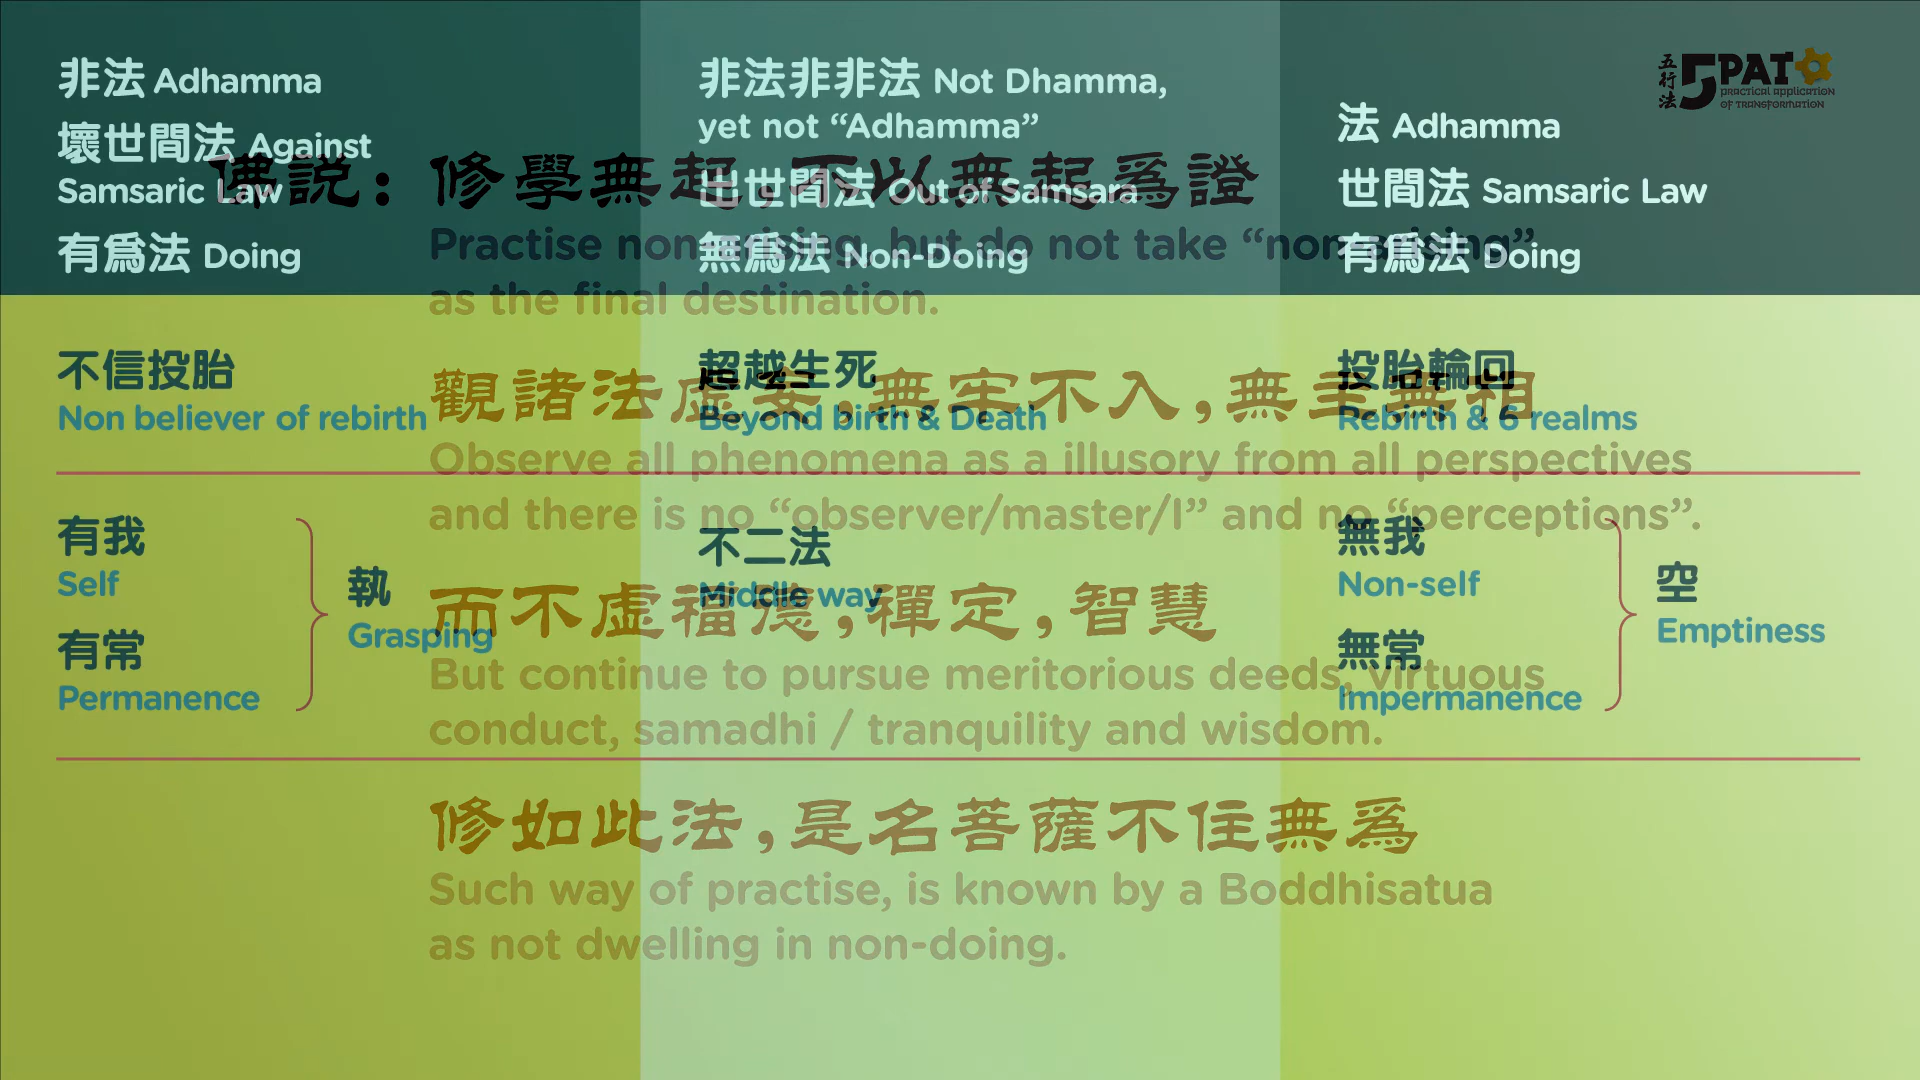 非法 Adhamma
壞世間法 Against
Samsaric Law
有爲法 Doing
非法非非法 Not Dhamma,
yet not “Adhamma”
出世間法 Out of Samsara
無爲法 Non-Doing
法 Adhamma
世間法 Samsaric Law
有爲法 Doing
五行法 5PAT
PRACTICAL APPLICATION
OF TRANSFORMATION
不信投胎
Non believer of rebirth
超越生死
Beyond birth & Death
投胎輪回
Rebirth & 6 realms
有我
Self
有常
Permanence
執
Grasping
不二法
Middle way
無我
Non-self
無常
Impermanence
空
Emptiness
佛説：修學無起，不以無起爲證
Practise non-arising, but do not take “non-arising”
as the final destination.
觀諸法虛妄，無牢不入，無主無相
Observe all phenomena as a illusory from all perspectives
and there is no “observer/master/I” and no “perceptions”.
而不虛福德，禪定，智慧
But continue to pursue meritorious deeds, virtuous
conduct, samadhi / tranquility and wisdom.
修如此法，是名菩薩不住無爲
Such way of practise, is known by a Boddhisatua
as not dwelling in non-doing.